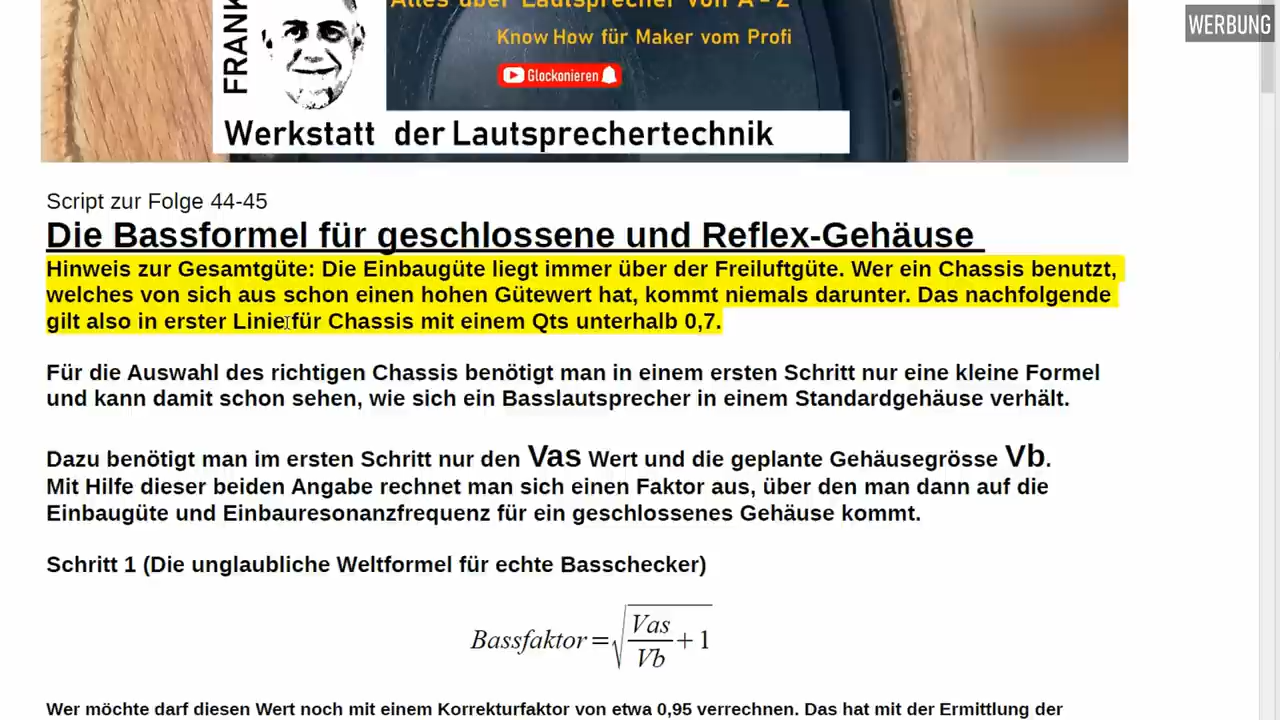 WERBUNG
Alles über Lautsprecher von A - Z
FRANK
Know How für Maker vom Profi
Glockonieren
Werkstatt der Lautsprechertechnik
Script zur Folge 44-45
Die Bassformel für geschlossene und Reflex-Gehäuse
Hinweis zur Gesamtgüte: Die Einbaugüte liegt immer über der Freiluftgüte. Wer ein Chassis benutzt,
welches von sich aus schon einen hohen Gütewert hat, kommt niemals darunter. Das nachfolgende
gilt also in erster Linie für Chassis mit einem Qts unterhalb 0,7.
Für die Auswahl des richtigen Chassis benötigt man in einem ersten Schritt nur eine kleine Formel
und kann damit schon sehen, wie sich ein Basslautsprecher in einem Standardgehäuse verhält.
Dazu benötigt man im ersten Schritt nur den Vas Wert und die geplante Gehäusegrösse Vb.
Mit Hilfe dieser beiden Angabe rechnet man sich einen Faktor aus, über den man dann auf die
Einbaugüte und Einbauresonanzfrequenz für ein geschlossenes Gehäuse kommt.
Schritt 1 (Die unglaubliche Weltformel für echte Basschecker)
Bassfaktor=√(Vas/Vb+1)
Wer möchte darf diesen Wert noch mit einem Korrekturfaktor von etwa 0,95 verrechnen. Das hat mit der Ermittlung der